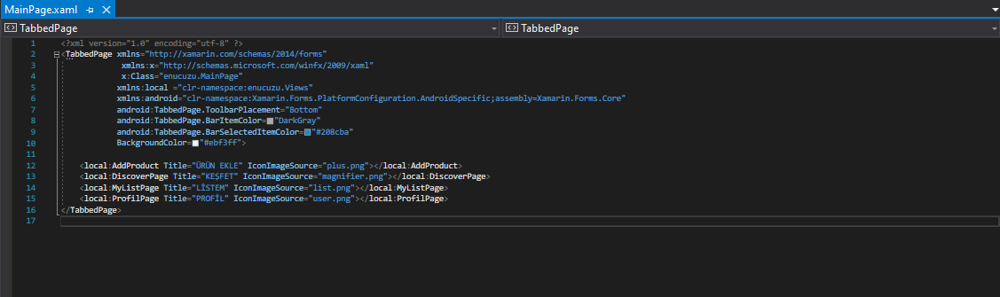 MainPage.xaml
TabbedPage
TabbedPage
1 <?xml version="1.0" encoding="utf-8" ?>
2 <TabbedPage xmlns="http://xamarin.com/schemas/2014/forms"
3 xmlns:x="http://schemas.microsoft.com/winfx/2009/xaml"
4 x:Class="enucuzu.MainPage"
5 xmlns:local ="clr-namespace:enucuzu.Views"
6 xmlns:android="clr-namespace:Xamarin.Forms.PlatformConfiguration.AndroidSpecific;assembly=Xamarin.Forms.Core"
7 android:TabbedPage.ToolbarPlacement="Bottom"
8 android:TabbedPage.BarItemColor="DarkGray"
9 android:TabbedPage.BarSelectedItemColor="#208cba"
10 BackgroundColor="#ebf3ff">
11
12 <local:AddProduct Title="ÜRÜN EKLE" IconImageSource="plus.png"></local:AddProduct>
13 <local:DiscoverPage Title="KEŞFET" IconImageSource="magnifier.png"></local:DiscoverPage>
14 <local:MyListPage Title="LİSTEM" IconImageSource="list.png"></local:MyListPage>
15 <local:ProfilPage Title="PROFİL" IconImageSource="user.png"></local:ProfilPage>
16 </TabbedPage>
17